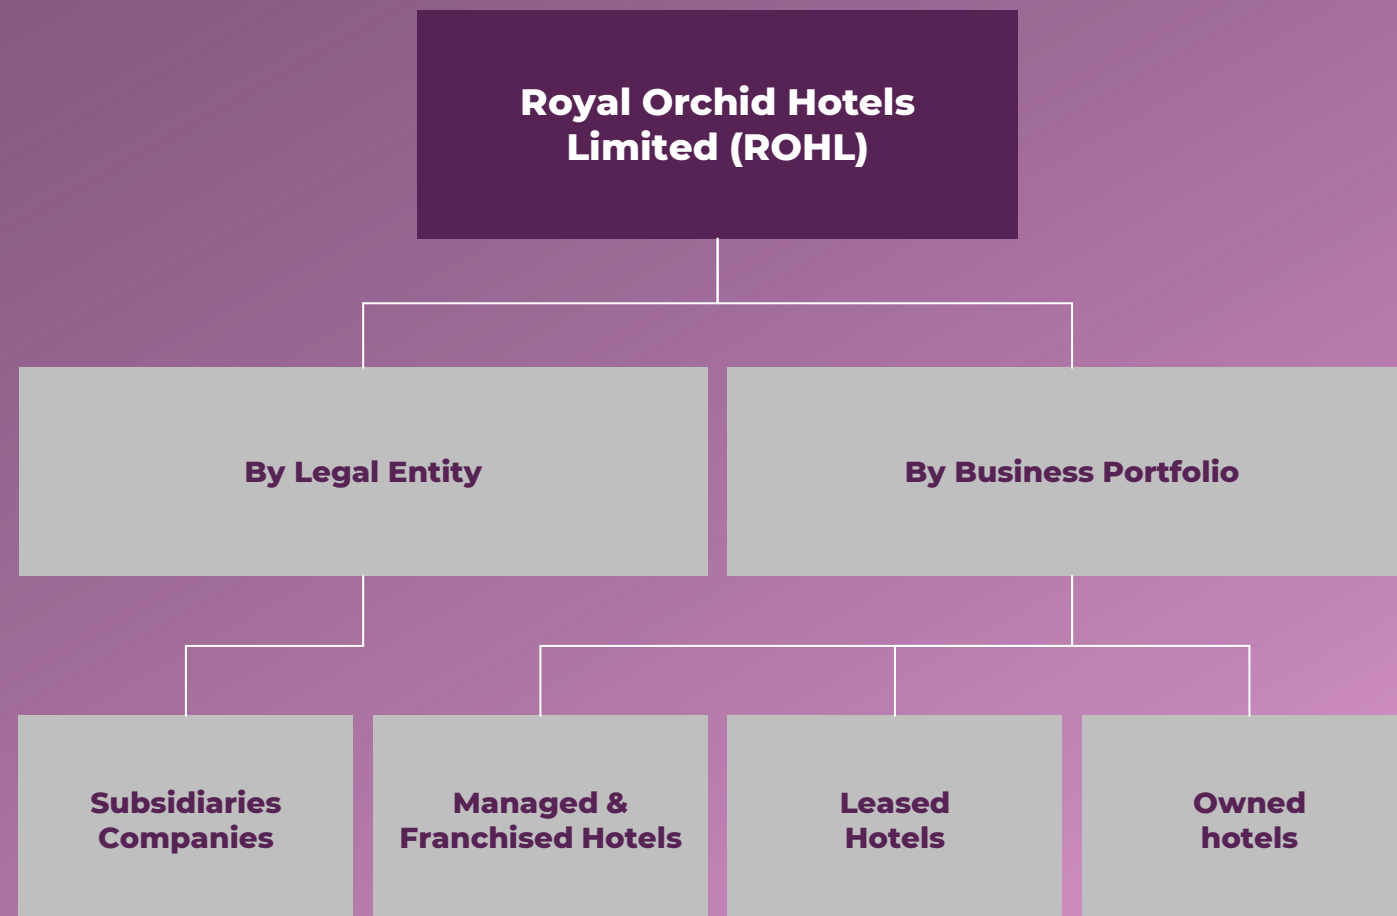 Royal Orchid Hotels
Limited (ROHL)
By Legal Entity
By Business Portfolio
Subsidiaries
Companies
Managed &
Franchised Hotels
Leased
Hotels
Owned
hotels